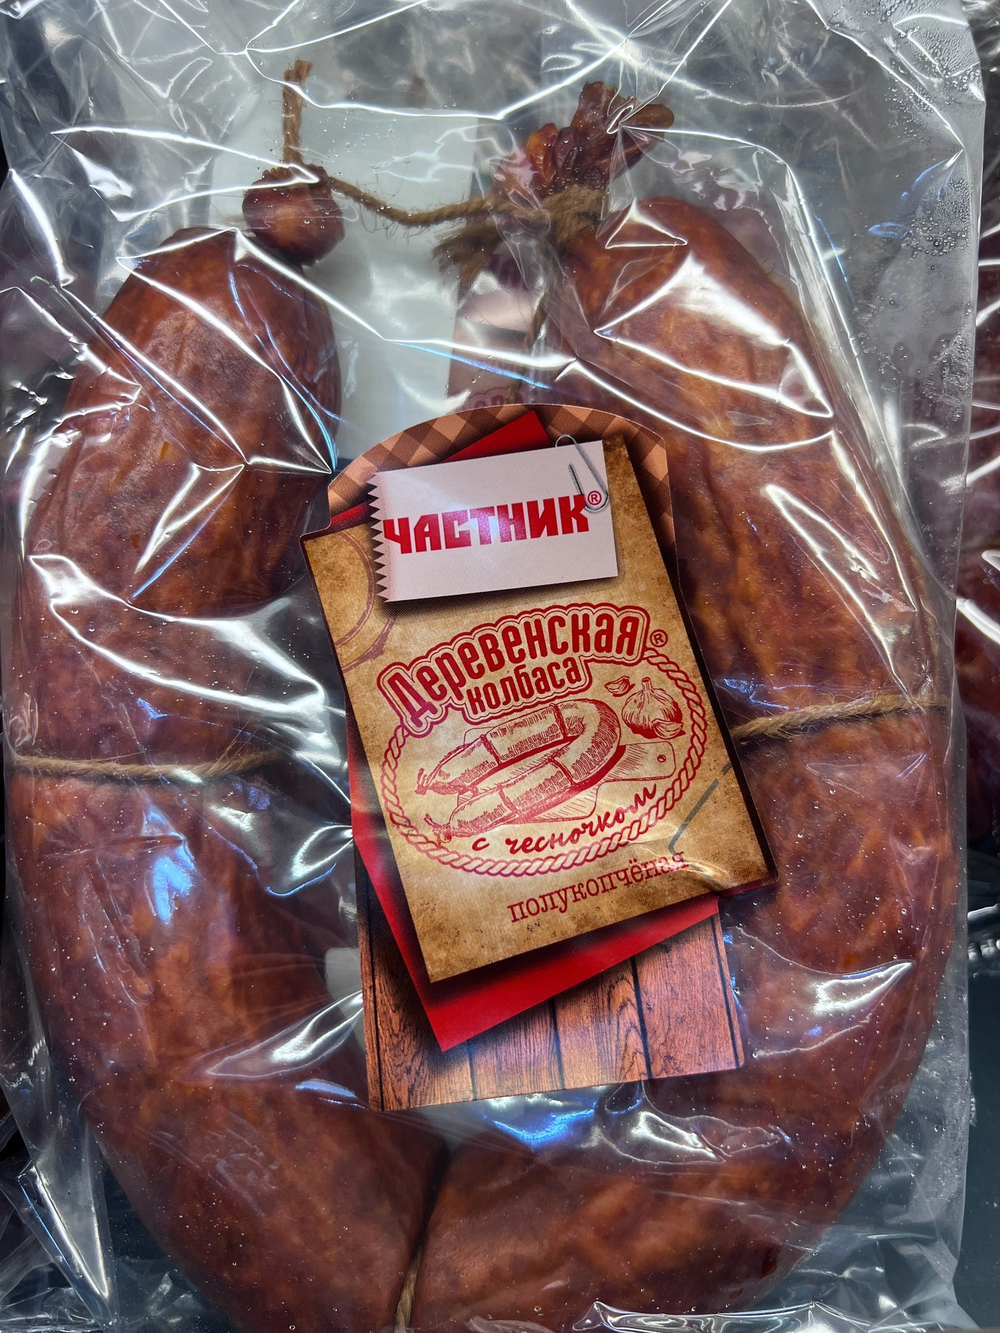 ЧАСТНИК®
Деревенская®
колбаса
с чесночком
полукопчёная